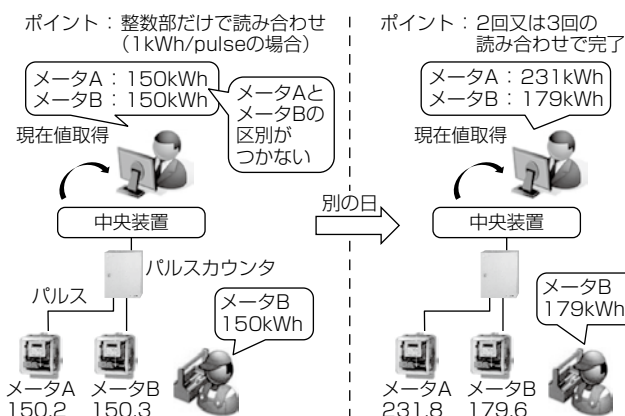 ポイント：整数部だけで読み合わせ
（1kWh/pulseの場合）
メータA：150kWh
メータB：150kWh
メータAと
メータBの
区別が
つかない
現在値取得
中央装置
パルスカウンタ
パルス
メータB
150kWh
メータA
150.2
メータB
150.3
別の日
ポイント：2回又は3回の
読み合わせで完了
メータA：231kWh
メータB：179kWh
現在値取得
中央装置
メータB
179kWh
メータA
231.8
メータB
179.6